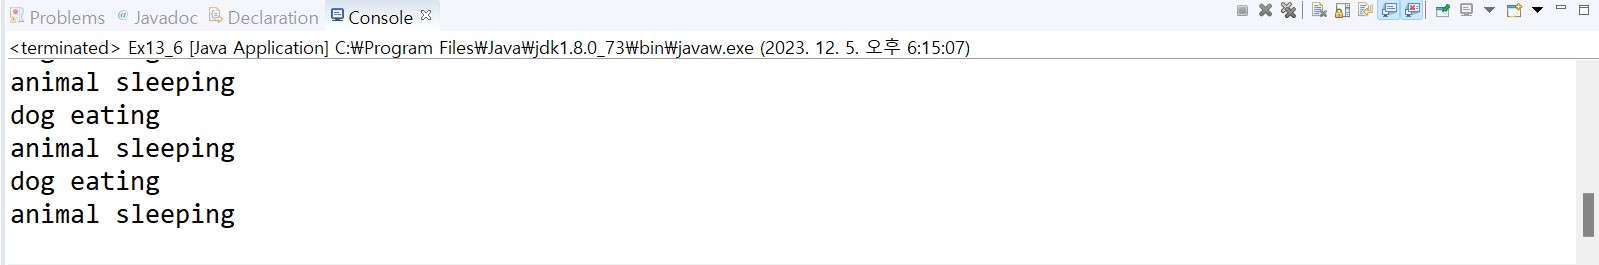 Problems @ Javadoc Declaration Console
<terminated> Ex13_6 [Java Application] C:₩Program Files₩Java₩jdk1.8.0_73₩bin₩javaw.exe (2023. 12. 5. 오후 6:15:07)
animal sleeping
dog eating
animal sleeping
dog eating
animal sleeping